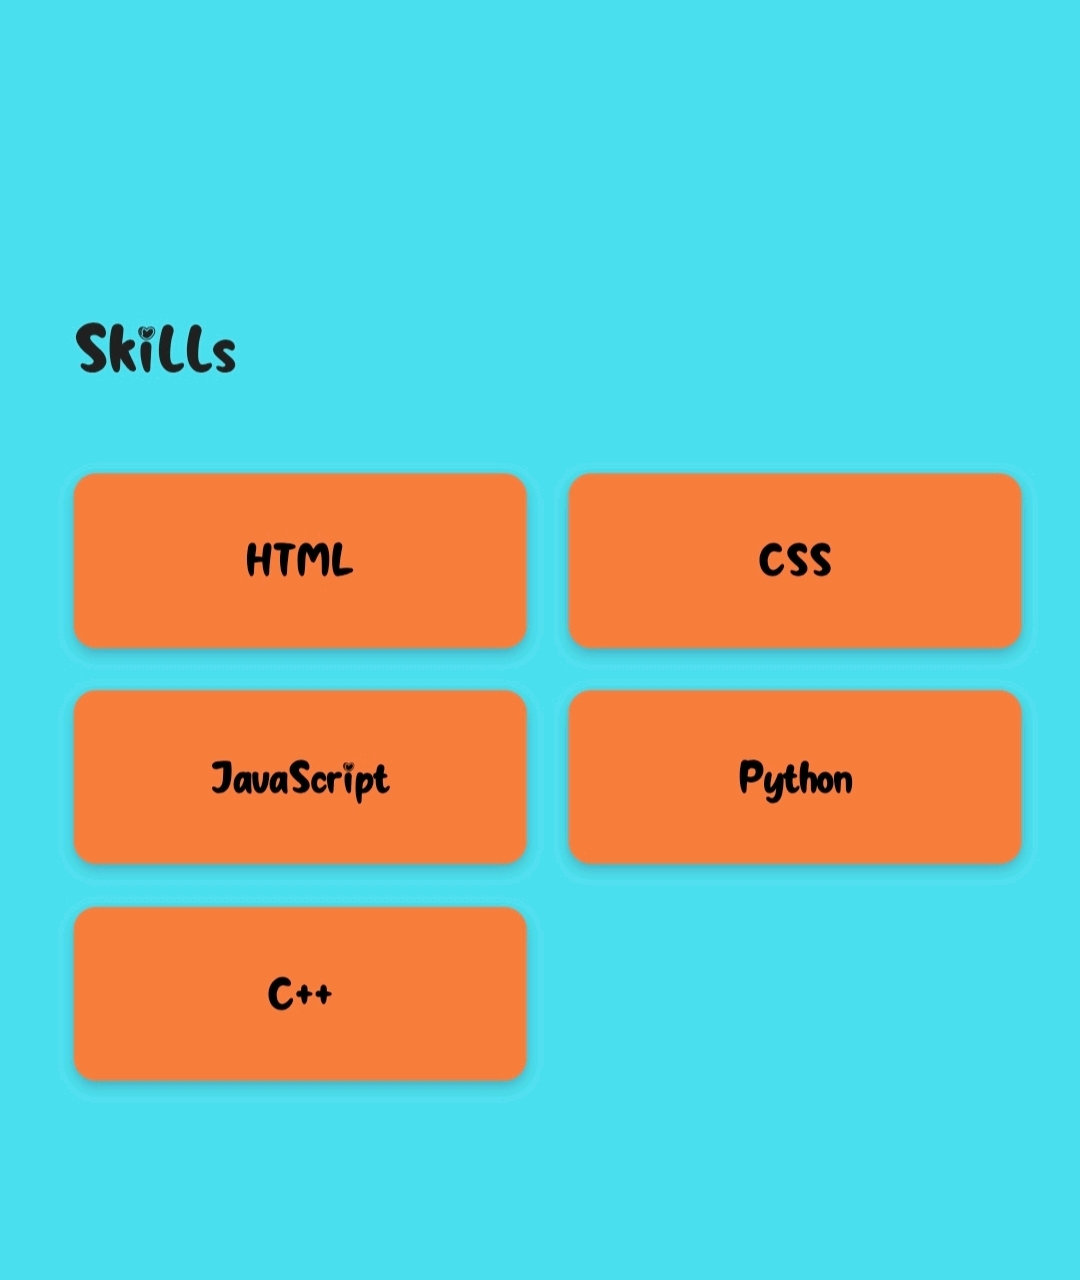 Skills
HTML
CSS
JavaScript
Python
C++